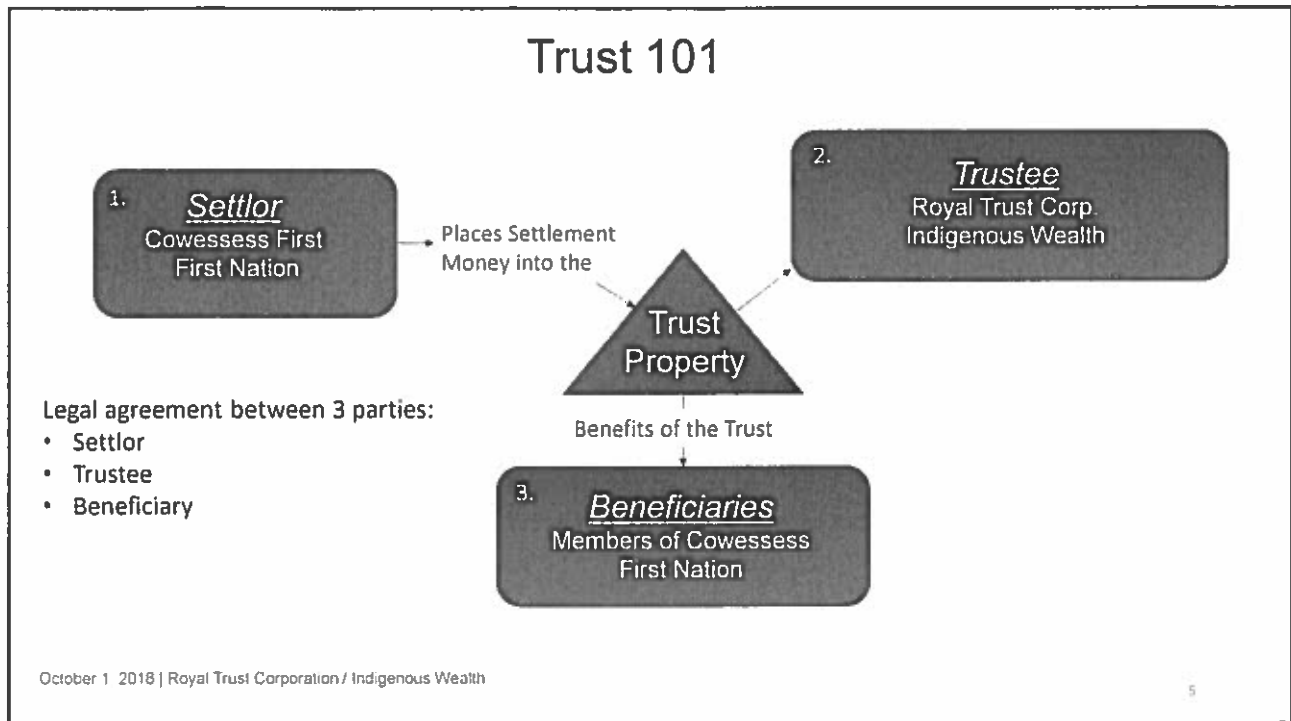 Trust 101
1.
Settlor
Cowessess First
First Nation
Places Settlement
Money into the
2.
Trustee
Royal Trust Corp.
Indigenous Wealth
Trust
Property
Legal agreement between 3 parties:
• Settlor
• Trustee
• Beneficiary
Benefits of the Trust
3.
Beneficiaries
Members of Cowessess
First Nation
October 1 2018 | Royal Trust Corporation / Indigenous Wealth
5